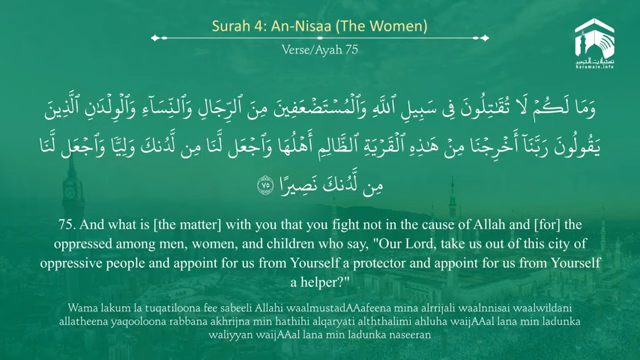 Surah 4: An-Nisaa (The Women)
Verse/Ayah 75
haramain.info
وَمَا لَكُمْ لَا تُقَـٰتِلُونَ فِى سَبِيلِ ٱللَّهِ وَٱلْمُسْتَضْعَفِينَ مِنَ ٱلرِّجَالِ وَٱلنِّسَآءِ وَٱلْوِلْدَٰنِ ٱلَّذِينَ
يَقُولُونَ رَبَّنَآ أَخْرِجْنَا مِنْ هَـٰذِهِ ٱلْقَرْيَةِ ٱلظَّالِمِ أَهْلُهَا وَٱجْعَل لَّنَا مِن لَّدُنكَ وَلِيًّا وَٱجْعَل لَّنَا
مِن لَّدُنكَ نَصِيرًا ٧٥
75. And what is [the matter] with you that you fight not in the cause of Allah and [for] the
oppressed among men, women, and children who say, "Our Lord, take us out of this city of
oppressive people and appoint for us from Yourself a protector and appoint for us from Yourself
a helper?"
Wama lakum la tuqatiloona fee sabeeli Allahi waalmustadAAafeena mina alrrijali waalnnisai waalwildani
allatheena yaqooloona rabbana akhrijna min hathihi alqaryati alththalimi ahluha waijAAal lana min ladunka
waliyyan waijAAal lana min ladunka naseeran